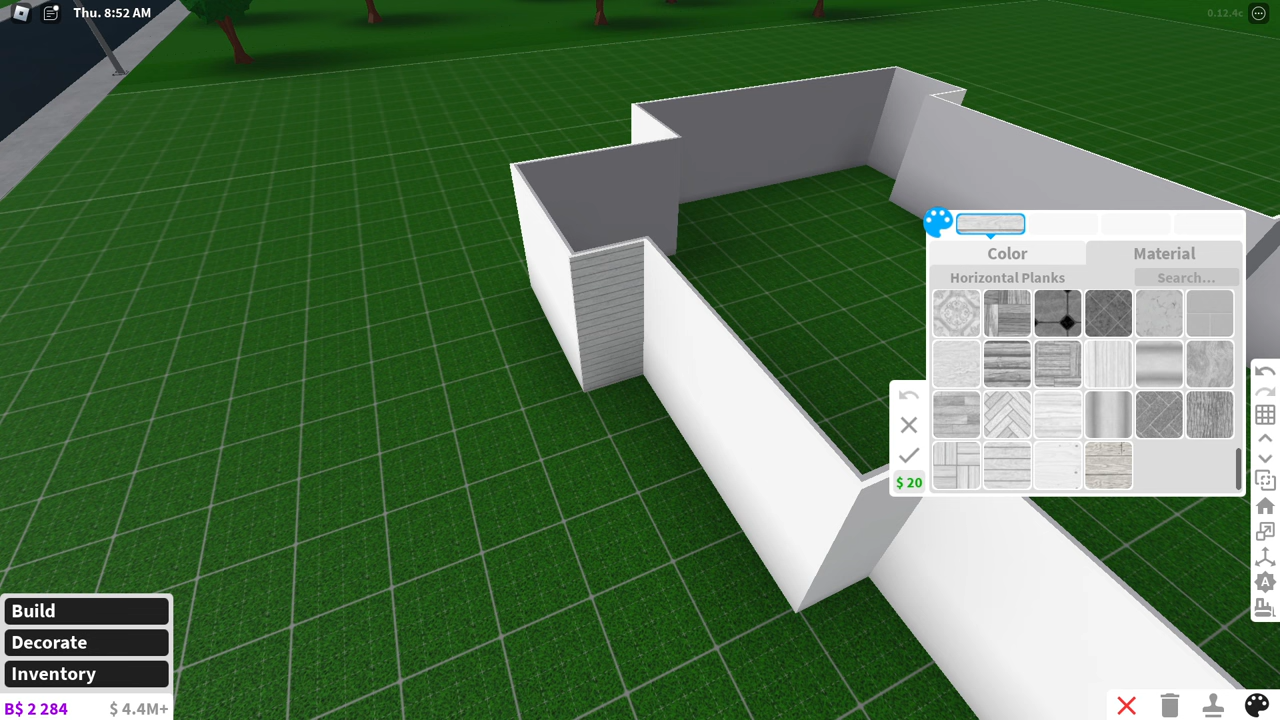 Thu. 8:52 AM
0.12.4c
Color
Material
Horizontal Planks
Search...
$ 20
A
Build
Decorate
Inventory
B$ 2 284
$ 4.4M+